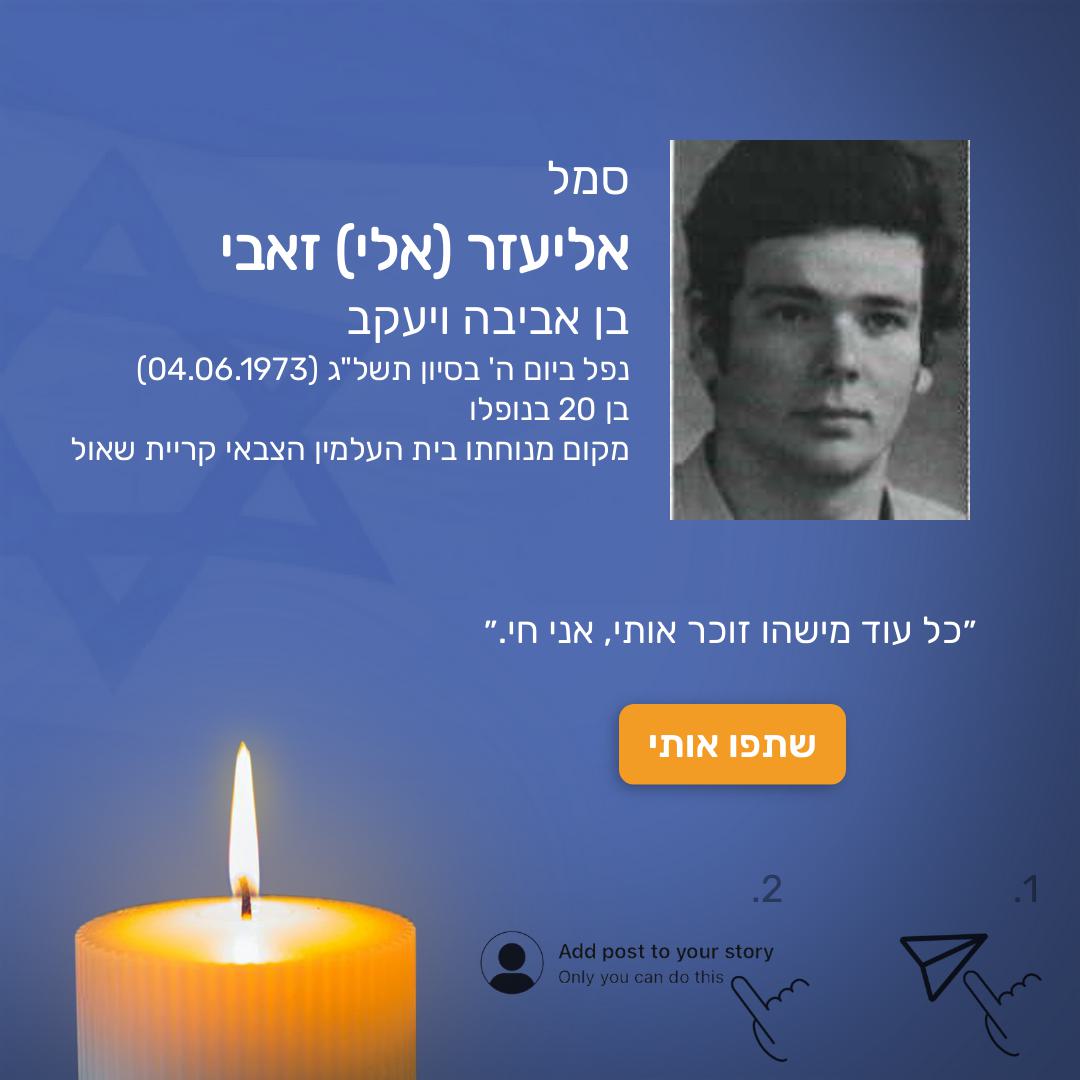 סמל
אליעזר (אלי) זאבי
בן אביבה ויעקב
נפל ביום ה' בסיון תשל"ג (04.06.1973)
בן 20 בנופלו
מקום מנוחתו בית העלמין הצבאי קריית שאול
״כל עוד מישהו זוכר אותי, אני חי.״
שתפו אותי
1.
2.
Add post to your story
Only you can do this